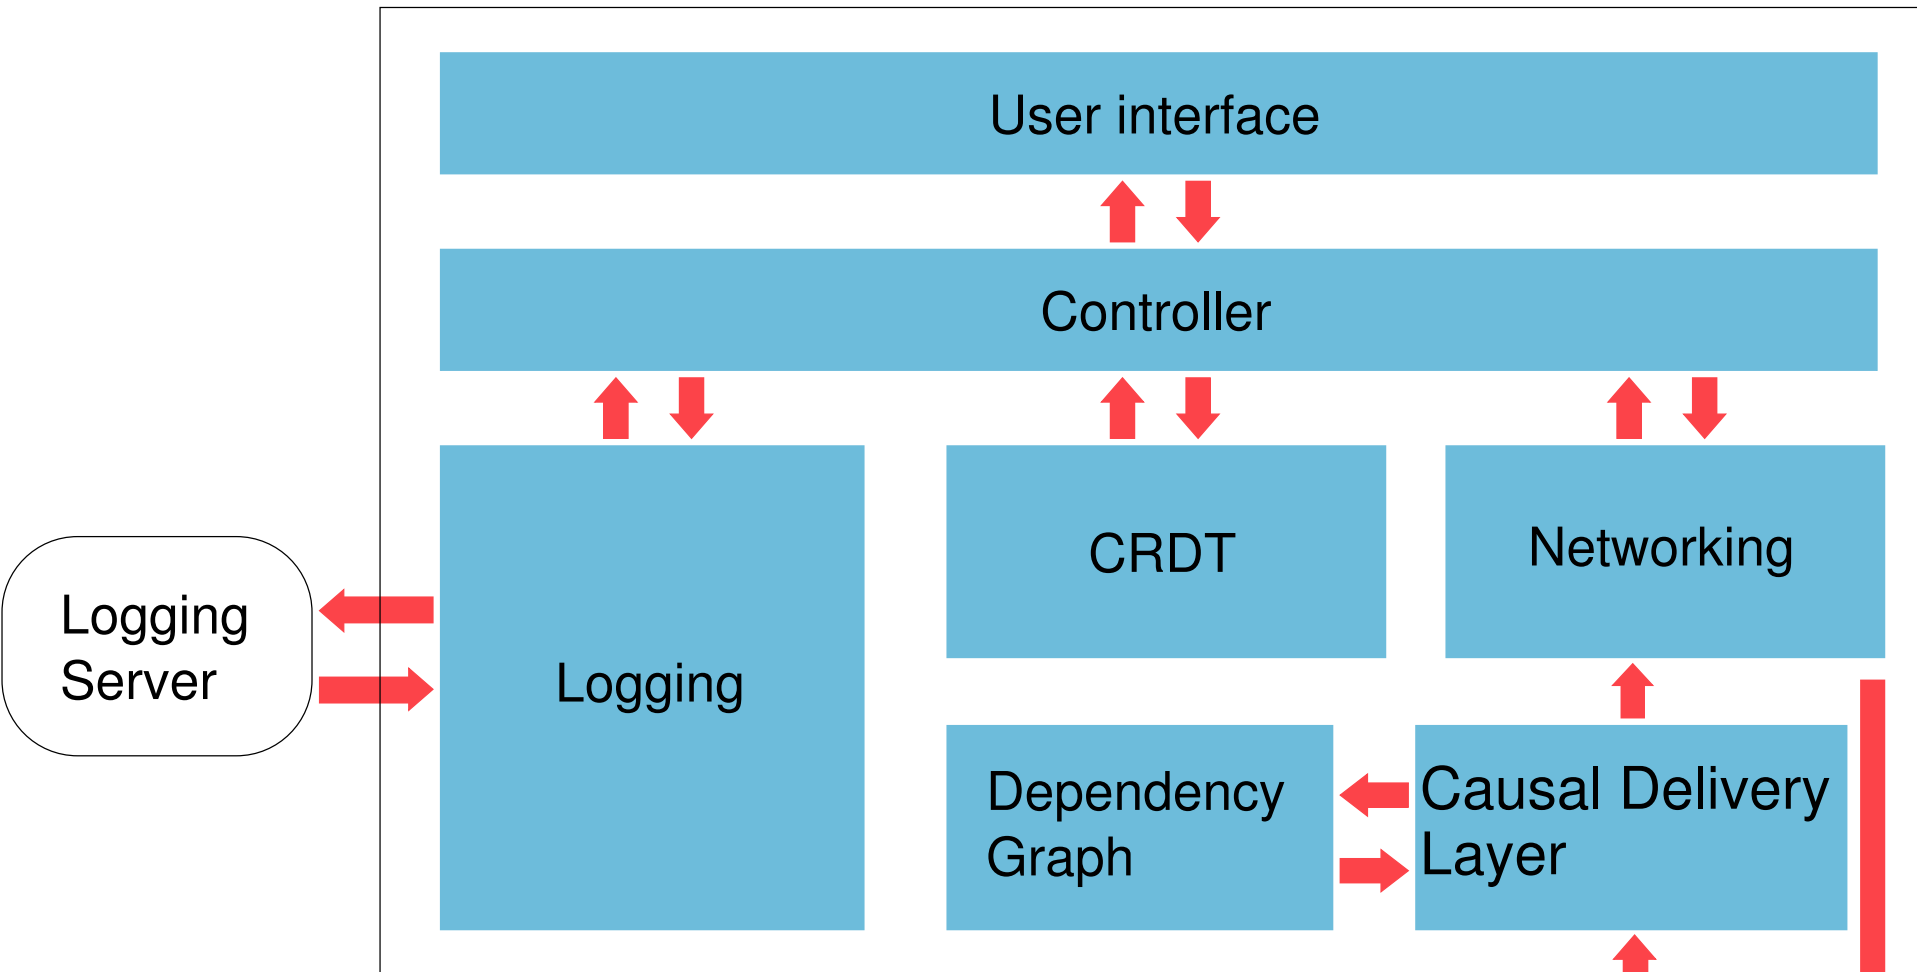 User interface
Controller
CRDT
Networking
Logging
Server
Logging
Dependency
Graph
Causal Delivery
Layer